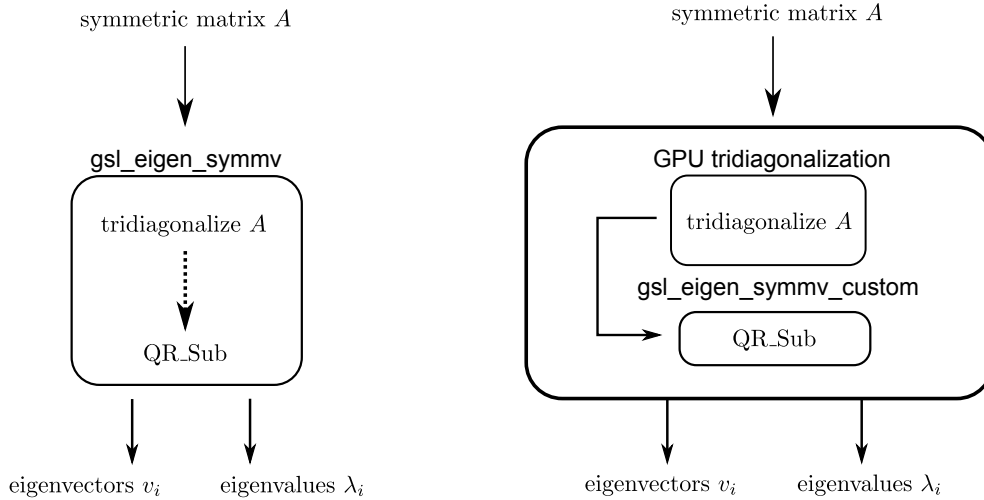 symmetric matrix A
gsl_eigen_symmv
tridiagonalize A
QR_Sub
eigenvectors v_i
eigenvalues λ_i
symmetric matrix A
GPU tridiagonalization
tridiagonalize A
gsl_eigen_symmv_custom
QR_Sub
eigenvectors v_i
eigenvalues λ_i